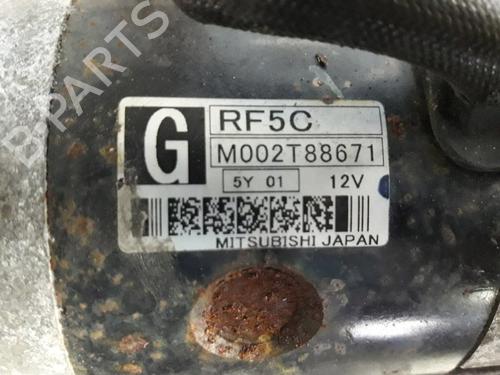 G
RF5C
M002T88671
5Y 01 12V
MITSUBISHI JAPAN
B-PARTS